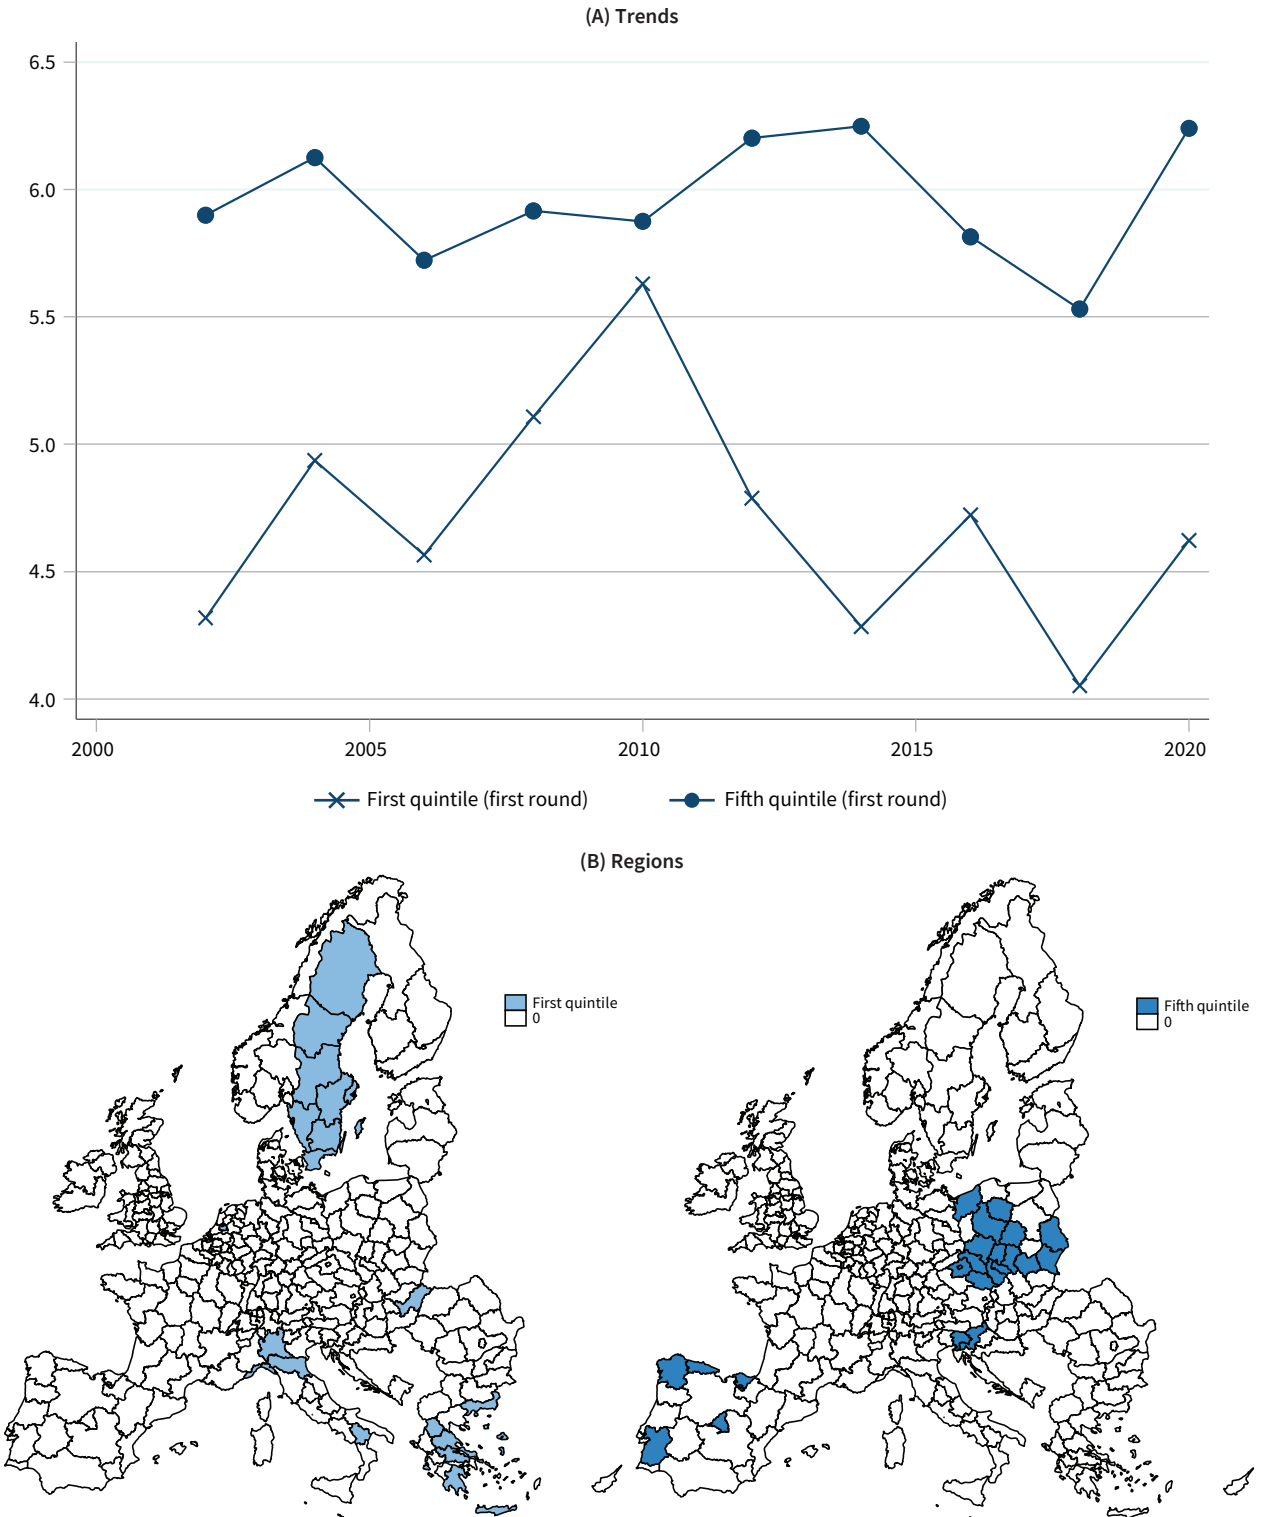 (A) Trends
6.5
6.0
5.5
5.0
4.5
4.0
2000 2005 2010 2015 2020
First quintile (first round) Fifth quintile (first round)
(B) Regions
First quintile
0
Fifth quintile
0